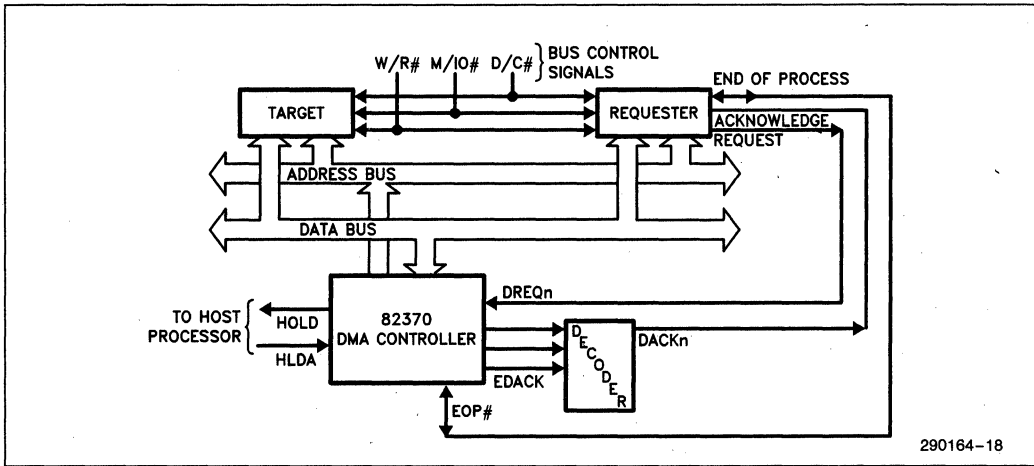 W/R# M/IO# D/C# } BUS CONTROL
SIGNALS
END OF PROCESS
TARGET
REQUESTER
ACKNOWLEDGE
REQUEST
ADDRESS BUS
DATA BUS
DREQn
TO HOST
PROCESSOR
HOLD
HLDA
82370
DMA CONTROLLER
EDACK
DECODER
DACKn
EOP#
290164-18